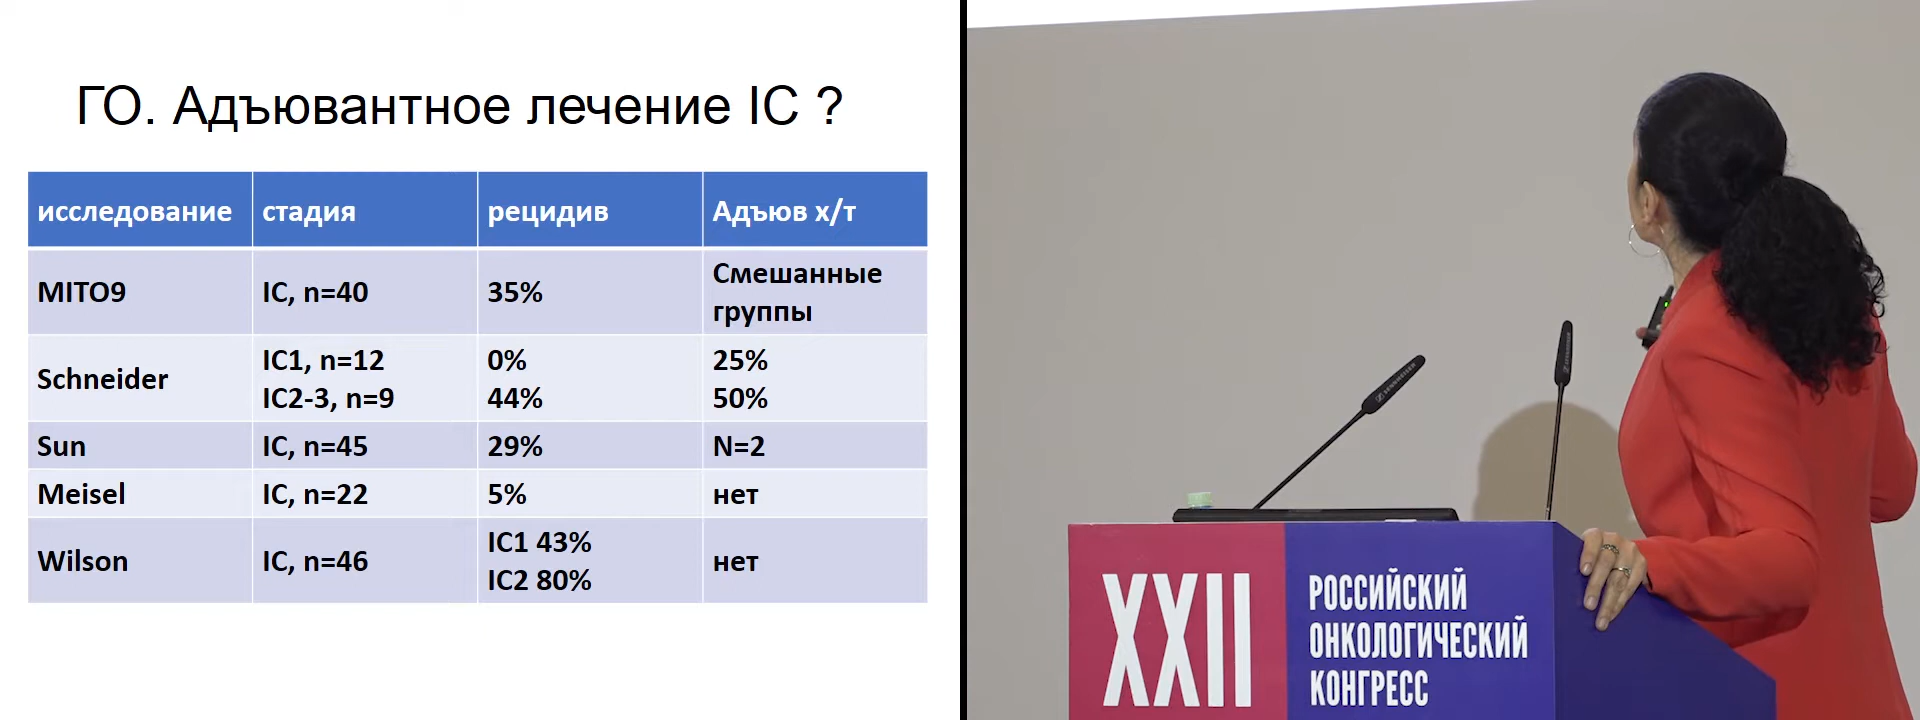 ГО. Адъювантное лечение IC ?
исследование стадия рецидив Адъюв х/т
MITO9 IC, n=40 35% Смешанные группы
Schneider IC1, n=12 0% 25%
IC2-3, n=9 44% 50%
Sun IC, n=45 29% N=2
Meisel IC, n=22 5% нет
Wilson IC, n=46 IC1 43% нет
IC2 80%
XXII
РОССИЙСКИЙ
ОНКОЛОГИЧЕСКИЙ
КОНГРЕСС